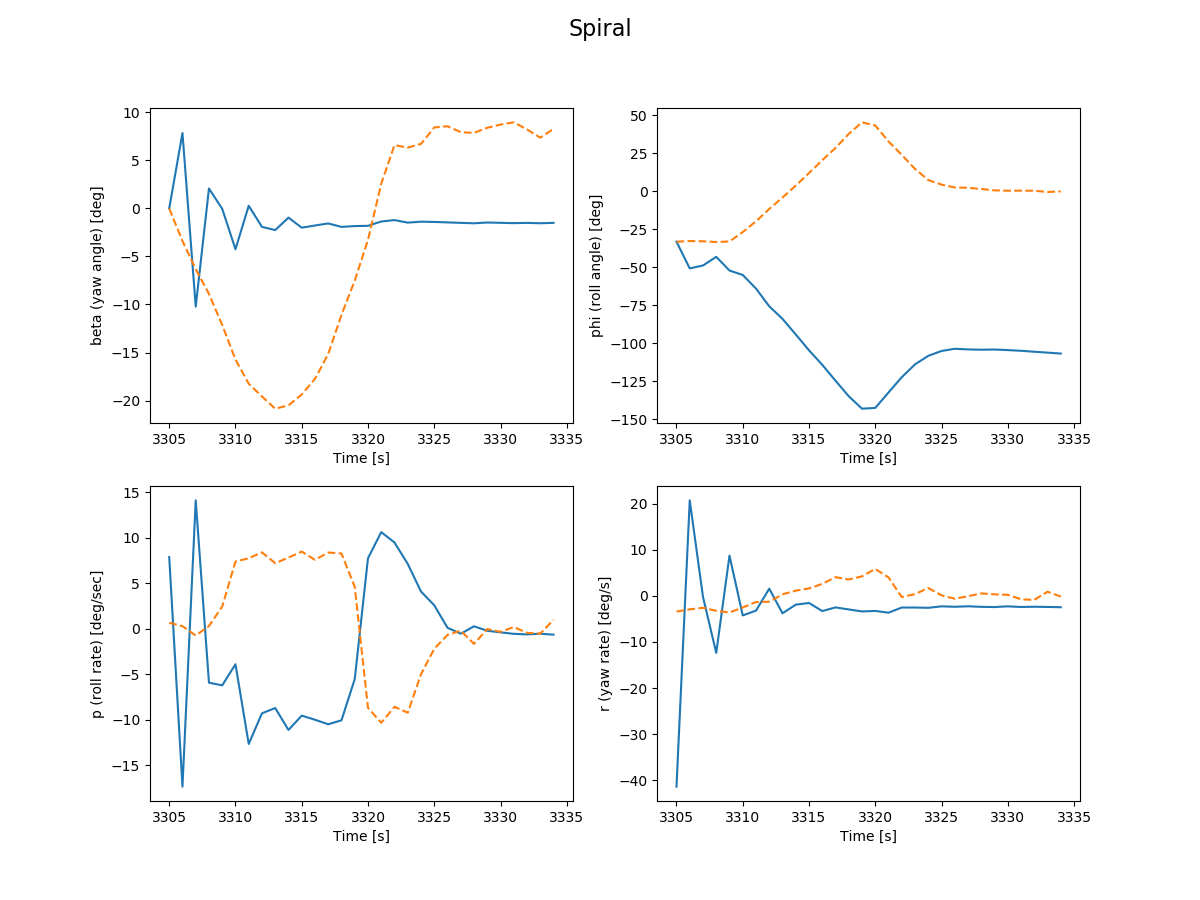 Spiral
10
5
0
−5
−10
−15
−20
beta (yaw angle) [deg]
3305 3310 3315 3320 3325 3330 3335
Time [s]
50
25
0
−25
−50
−75
−100
−125
−150
phi (roll angle) [deg]
3305 3310 3315 3320 3325 3330 3335
Time [s]
15
10
5
0
−5
−10
−15
p (roll rate) [deg/sec]
3305 3310 3315 3320 3325 3330 3335
Time [s]
20
10
0
−10
−20
−30
−40
r (yaw rate) [deg/s]
3305 3310 3315 3320 3325 3330 3335
Time [s]